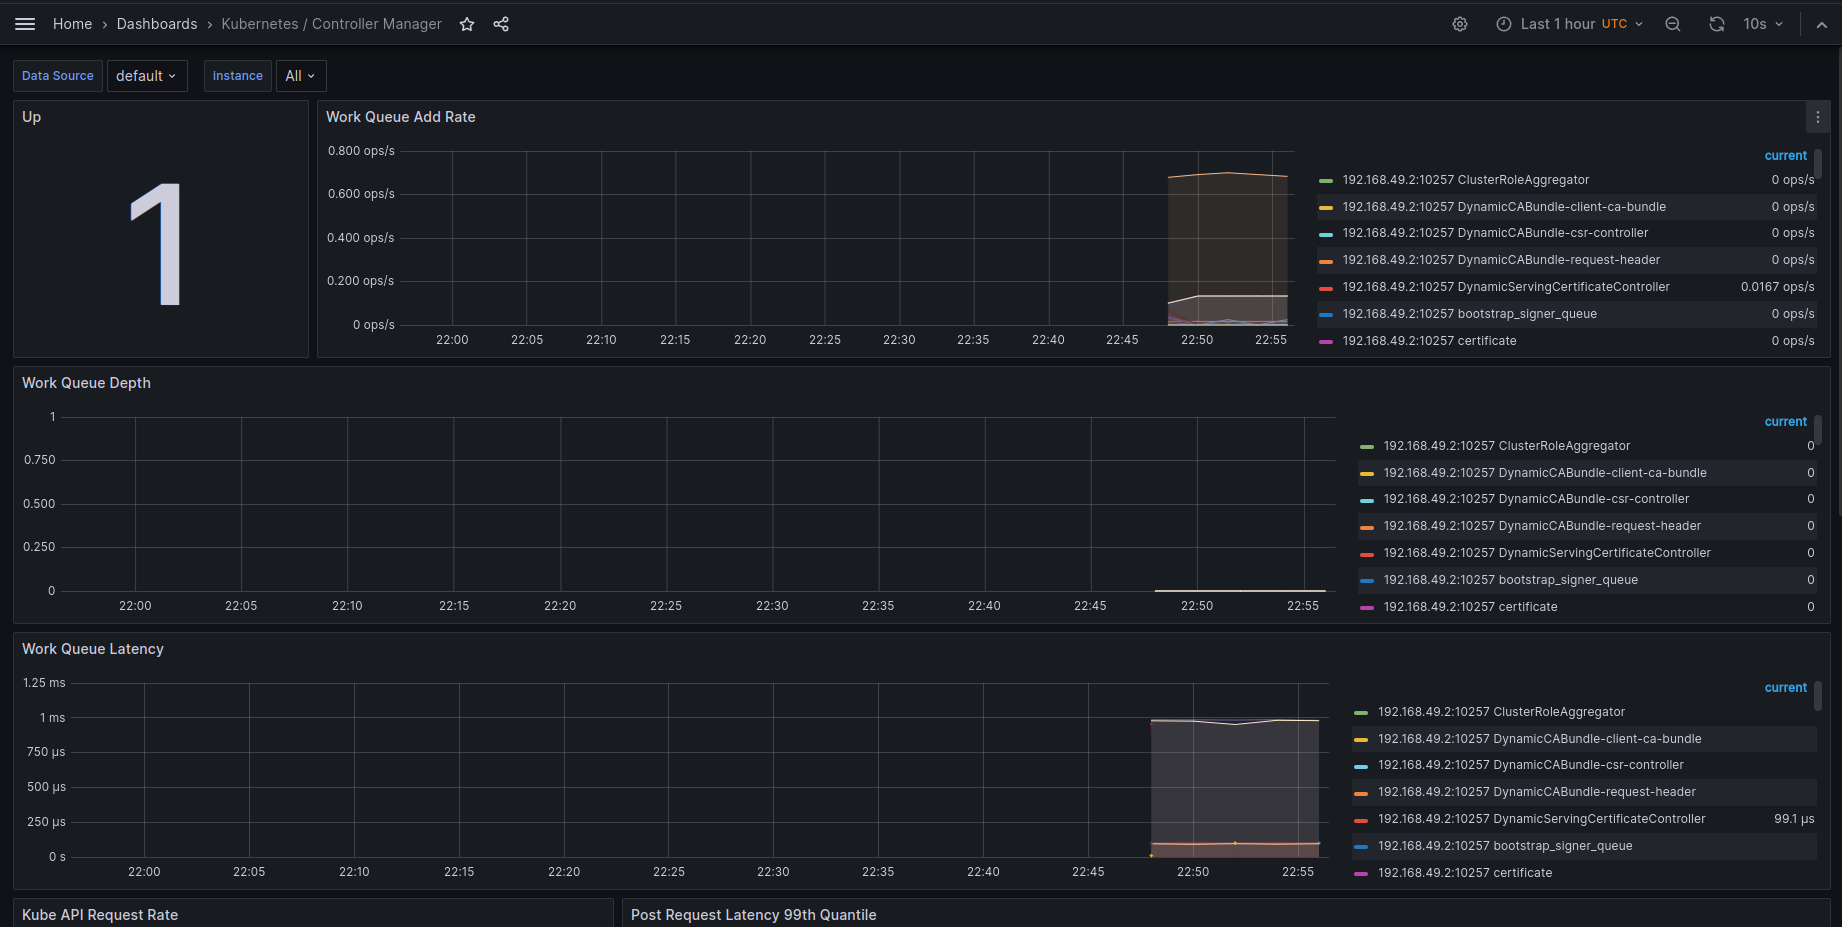 Home › Dashboards › Kubernetes / Controller Manager
Last 1 hour UTC
10s
Data Source
default
instance
All
Up
1
Work Queue Add Rate
0.800 ops/s
0.600 ops/s
0.400 ops/s
0.200 ops/s
0 ops/s
22:00 22:05 22:10 22:15 22:20 22:25 22:30 22:35 22:40 22:45 22:50 22:55
current
192.168.49.2:10257 ClusterRoleAggregator 0 ops/s
192.168.49.2:10257 DynamicCABundle-client-ca-bundle 0 ops/s
192.168.49.2:10257 DynamicCABundle-csr-controller 0 ops/s
192.168.49.2:10257 DynamicCABundle-request-header 0 ops/s
192.168.49.2:10257 DynamicServingCertificateController 0.0167 ops/s
192.168.49.2:10257 bootstrap_signer_queue 0 ops/s
192.168.49.2:10257 certificate 0 ops/s
Work Queue Depth
1
0.750
0.500
0.250
0
22:00 22:05 22:10 22:15 22:20 22:25 22:30 22:35 22:40 22:45 22:50 22:55
current
192.168.49.2:10257 ClusterRoleAggregator 0
192.168.49.2:10257 DynamicCABundle-client-ca-bundle 0
192.168.49.2:10257 DynamicCABundle-csr-controller 0
192.168.49.2:10257 DynamicCABundle-request-header 0
192.168.49.2:10257 DynamicServingCertificateController 0
192.168.49.2:10257 bootstrap_signer_queue 0
192.168.49.2:10257 certificate 0
Work Queue Latency
1.25 ms
1 ms
750 µs
500 µs
250 µs
0 s
22:00 22:05 22:10 22:15 22:20 22:25 22:30 22:35 22:40 22:45 22:50 22:55
current
192.168.49.2:10257 ClusterRoleAggregator
192.168.49.2:10257 DynamicCABundle-client-ca-bundle
192.168.49.2:10257 DynamicCABundle-csr-controller
192.168.49.2:10257 DynamicCABundle-request-header
192.168.49.2:10257 DynamicServingCertificateController 99.1 µs
192.168.49.2:10257 bootstrap_signer_queue
192.168.49.2:10257 certificate
Kube API Request Rate
Post Request Latency 99th Quantile